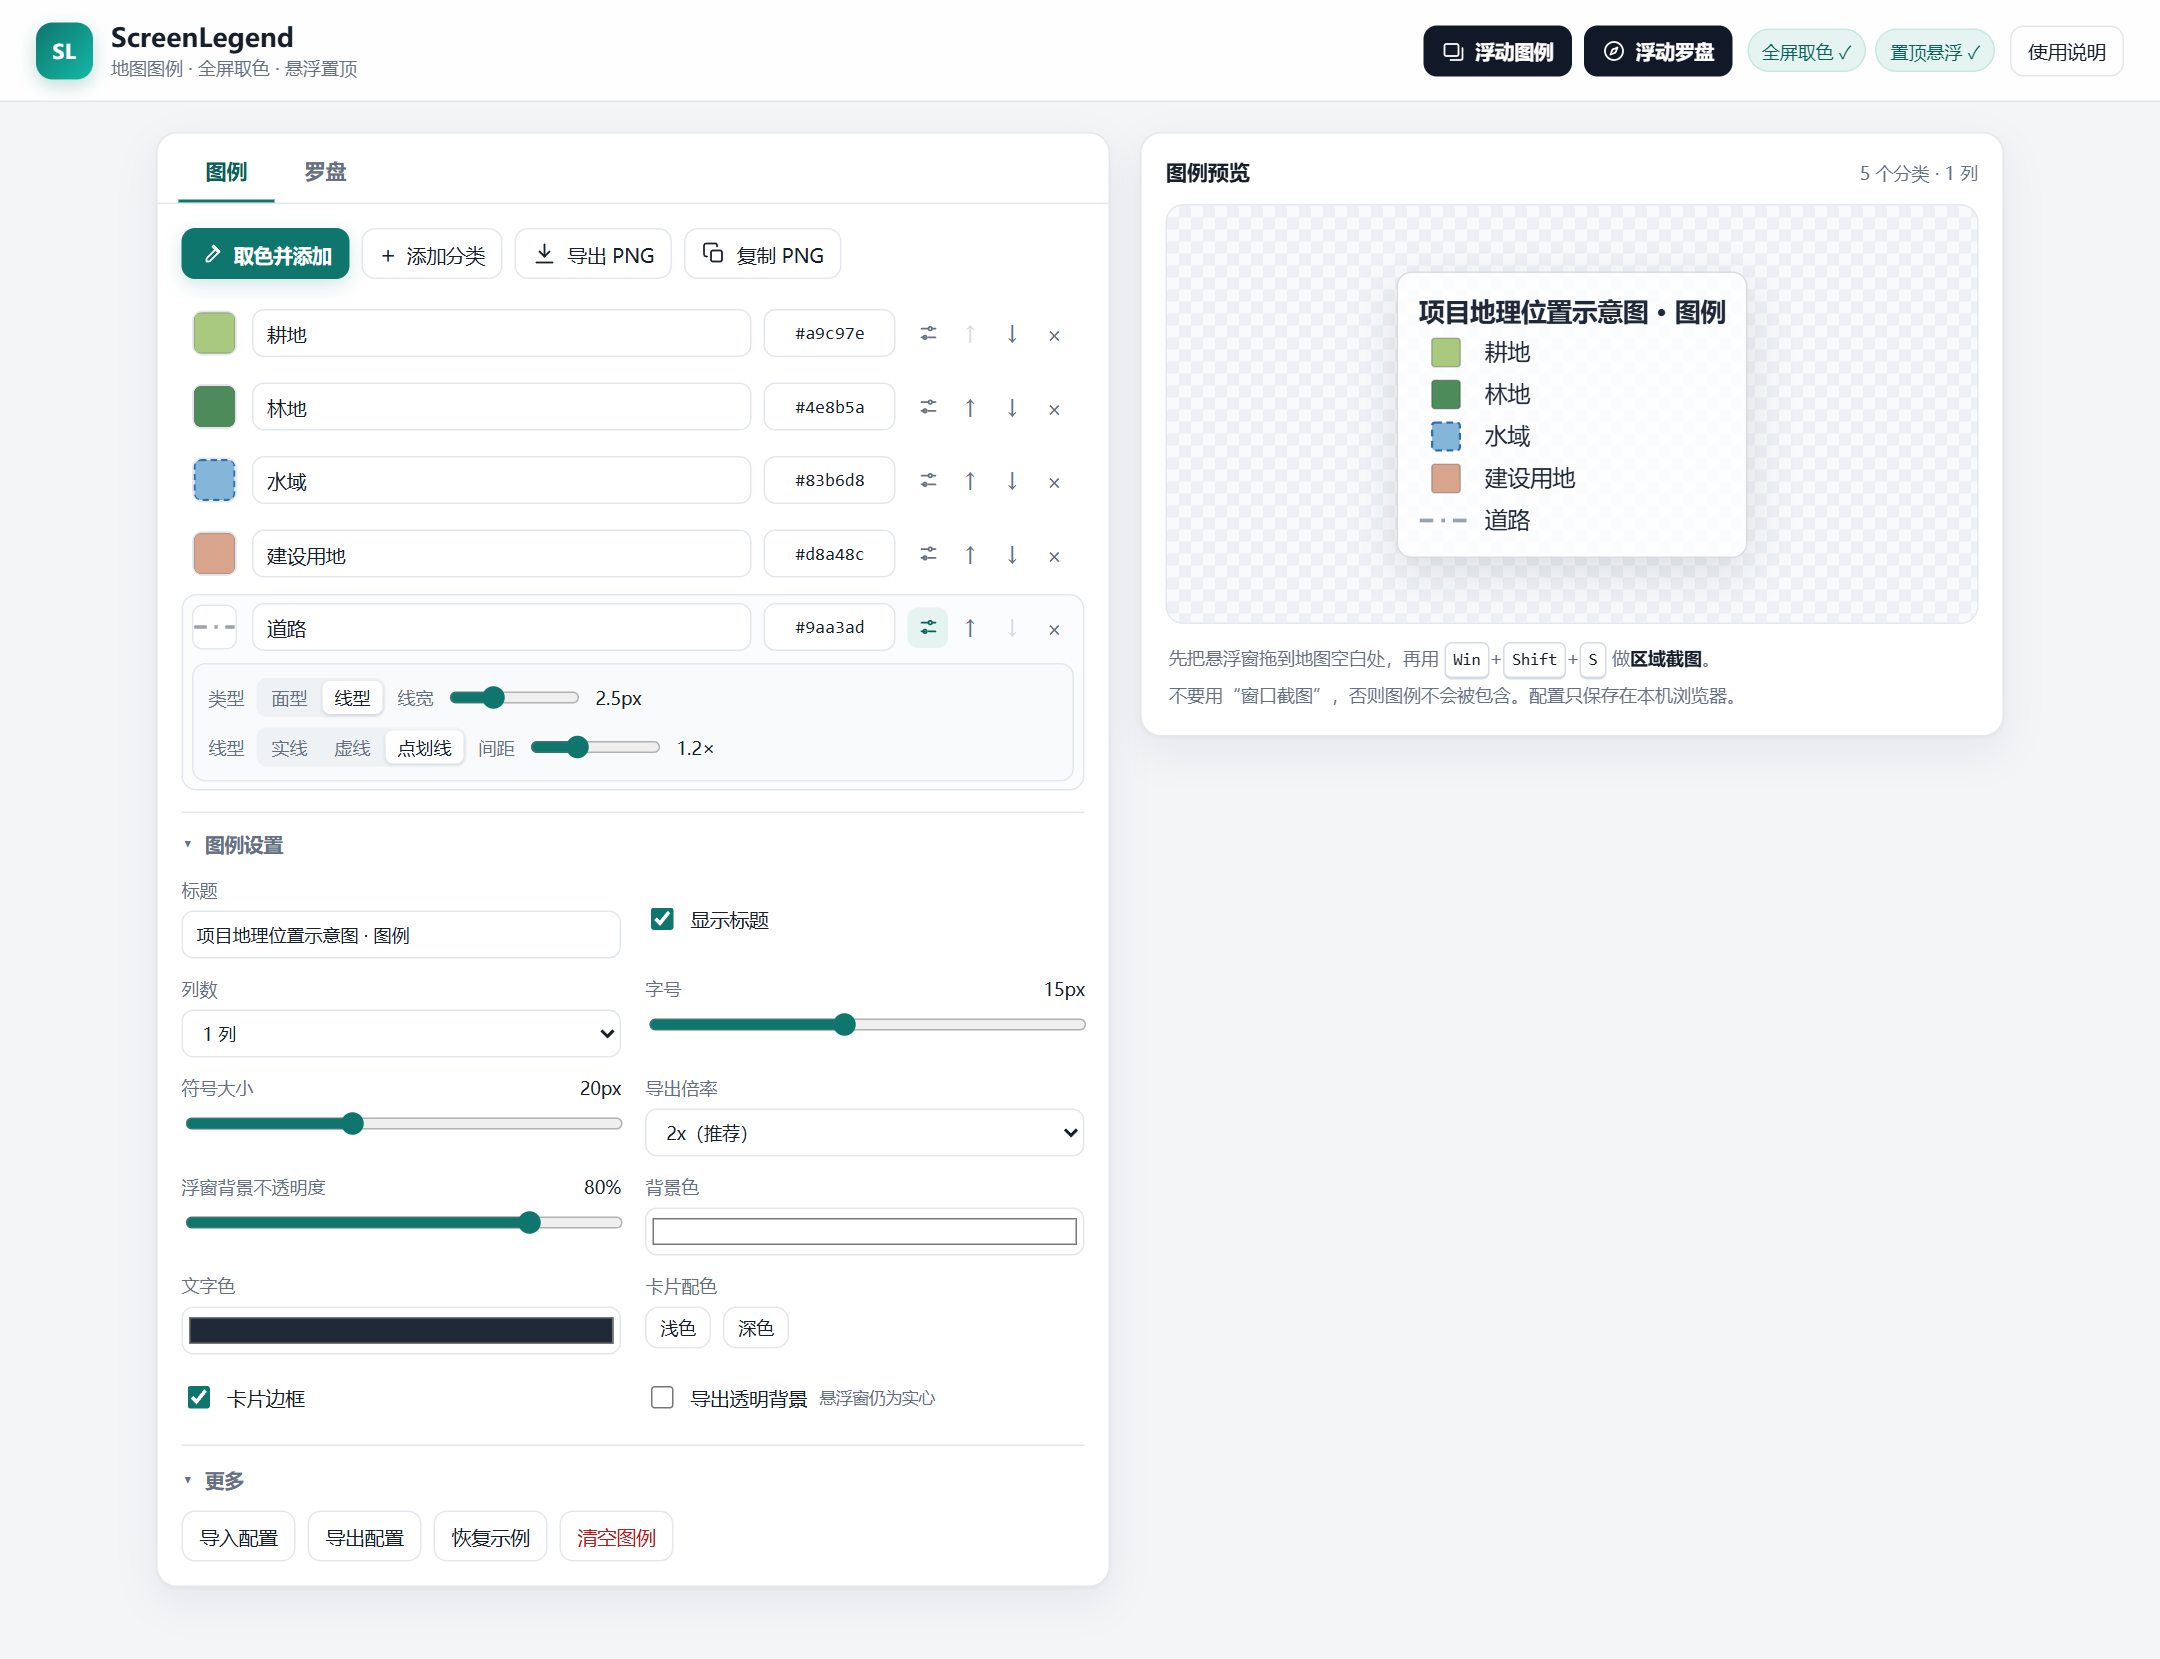 SL
ScreenLegend
地图图例 · 全屏取色 · 悬浮置顶
浮动图例
浮动罗盘
全屏取色 ✓
置顶悬浮 ✓
使用说明
图例
罗盘
取色并添加
+ 添加分类
导出 PNG
复制 PNG
耕地
#a9c97e
↑ ↓ ×
林地
#4e8b5a
↑ ↓ ×
水域
#83b6d8
↑ ↓ ×
建设用地
#d8a48c
↑ ↓ ×
道路
#9aa3ad
↑ ↓ ×
类型 面型 线型 线宽 2.5px
线型 实线 虚线 点划线 间距 1.2×
▾ 图例设置
标题
项目地理位置示意图 · 图例
显示标题
列数
1 列
字号 15px
符号大小 20px
导出倍率
2x（推荐）
浮窗背景不透明度 80%
背景色
文字色
卡片配色
浅色
深色
卡片边框
导出透明背景 悬浮窗仍为实心
▾ 更多
导入配置
导出配置
恢复示例
清空图例
图例预览
5 个分类 · 1 列
项目地理位置示意图 · 图例
耕地
林地
水域
建设用地
道路
先把悬浮窗拖到地图空白处，再用 Win + Shift + S 做区域截图。
不要用“窗口截图”，否则图例不会被包含。配置只保存在本机浏览器。